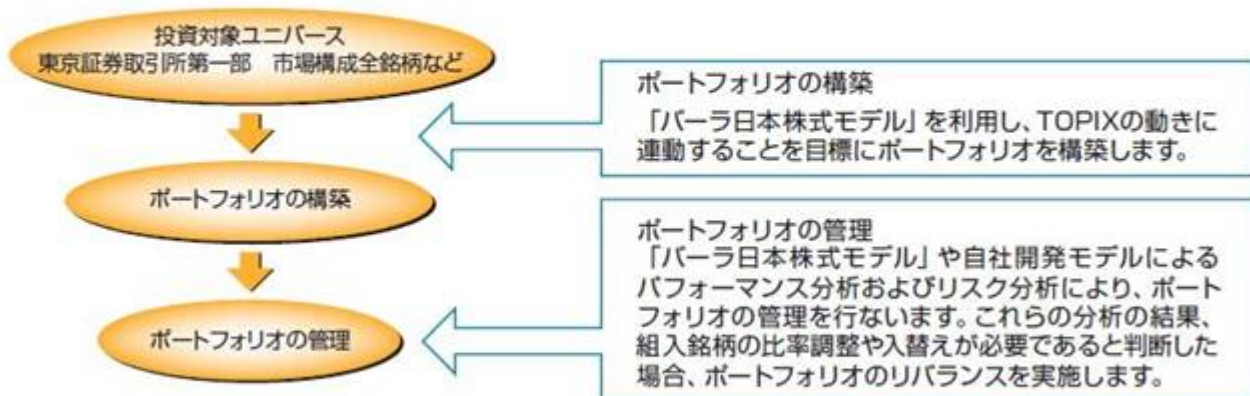 投資対象ユニバース
東京証券取引所第一部　市場構成全銘柄など
ポートフォリオの構築
「バーラ日本株式モデル」を利用し、TOPIXの動きに
連動することを目標にポートフォリオを構築します。
ポートフォリオの構築
ポートフォリオの管理
「バーラ日本株式モデル」や自社開発モデルによる
パフォーマンス分析およびリスク分析により、ポート
フォリオの管理を行ないます。これらの分析の結果、
組入銘柄の比率調整や入替えが必要であると判断した
場合、ポートフォリオのリバランスを実施します。
ポートフォリオの管理